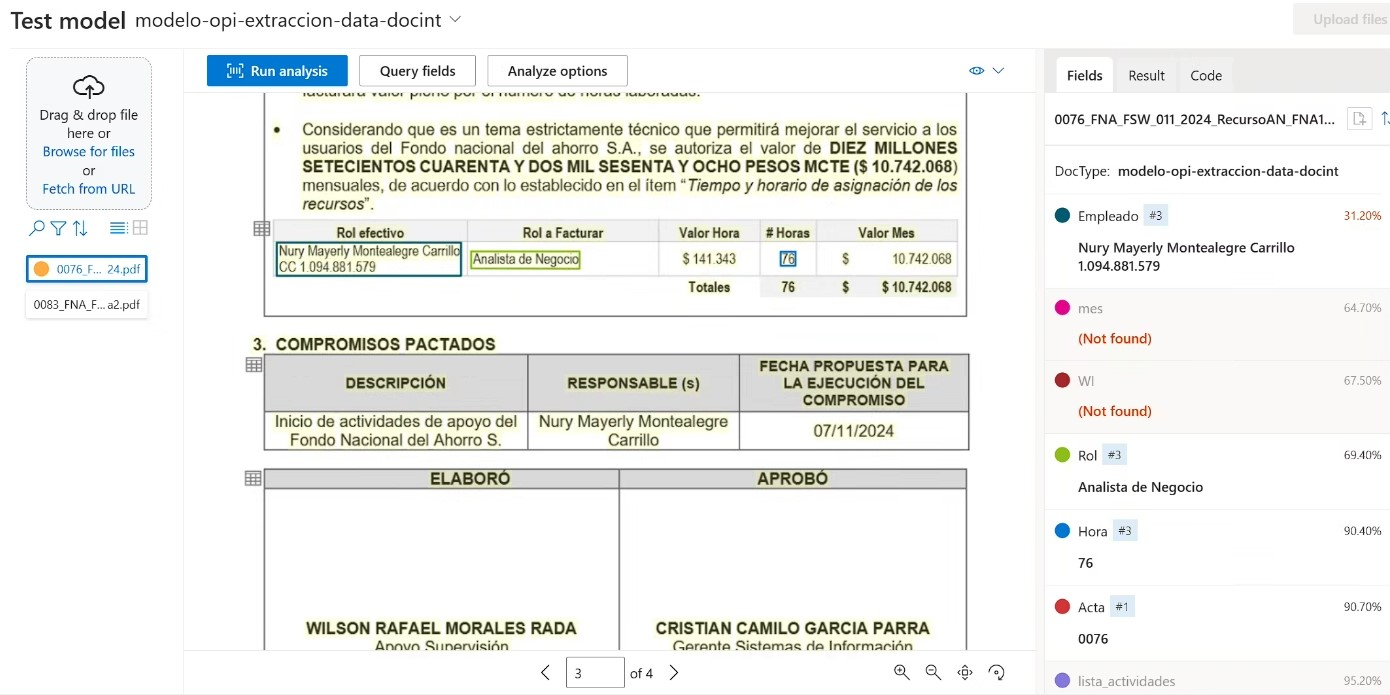 Test model modelo-opi-extraccion-data-docint
Upload files
Drag & drop file
here or
Browse for files
or
Fetch from URL
0076_F... 24.pdf
0083_FNA_F...a2.pdf
Run analysis
Query fields
Analyze options
facturará valor pleno por el número de horas laboradas.
• Considerando que es un tema estrictamente técnico que permitirá mejorar el servicio a los
usuarios del Fondo nacional del ahorro S.A., se autoriza el valor de DIEZ MILLONES
SETECIENTOS CUARENTA Y DOS MIL SESENTA Y OCHO PESOS MCTE ($ 10.742.068)
mensuales, de acuerdo con lo establecido en el ítem “Tiempo y horario de asignación de los
recursos”.
Rol efectivo Rol a Facturar Valor Hora # Horas Valor Mes
Nury Mayerly Montealegre Carrillo
CC 1.094.881.579
Analista de Negocio $ 141.343 76 $ 10.742.068
Totales 76 $ $ 10.742.068
3. COMPROMISOS PACTADOS
DESCRIPCIÓN
RESPONSABLE (s)
FECHA PROPUESTA PARA
LA EJECUCIÓN DEL
COMPROMISO
Inicio de actividades de apoyo del
Fondo Nacional del Ahorro S.
Nury Mayerly Montealegre
Carrillo
07/11/2024
ELABORÓ
APROBÓ
WILSON RAFAEL MORALES RADA
Apoyo Supervisión
CRISTIAN CAMILO GARCIA PARRA
Gerente Sistemas de Información
3 of 4
Fields Result Code
0076_FNA_FSW_011_2024_RecursoAN_FNA1...
DocType: modelo-opi-extraccion-data-docint
Empleado #3 31.20%
Nury Mayerly Montealegre Carrillo
1.094.881.579
mes 64.70%
(Not found)
WI 67.50%
(Not found)
Rol #3 69.40%
Analista de Negocio
Hora #3 90.40%
76
Acta #1 90.70%
0076
lista_actividades 95.20%